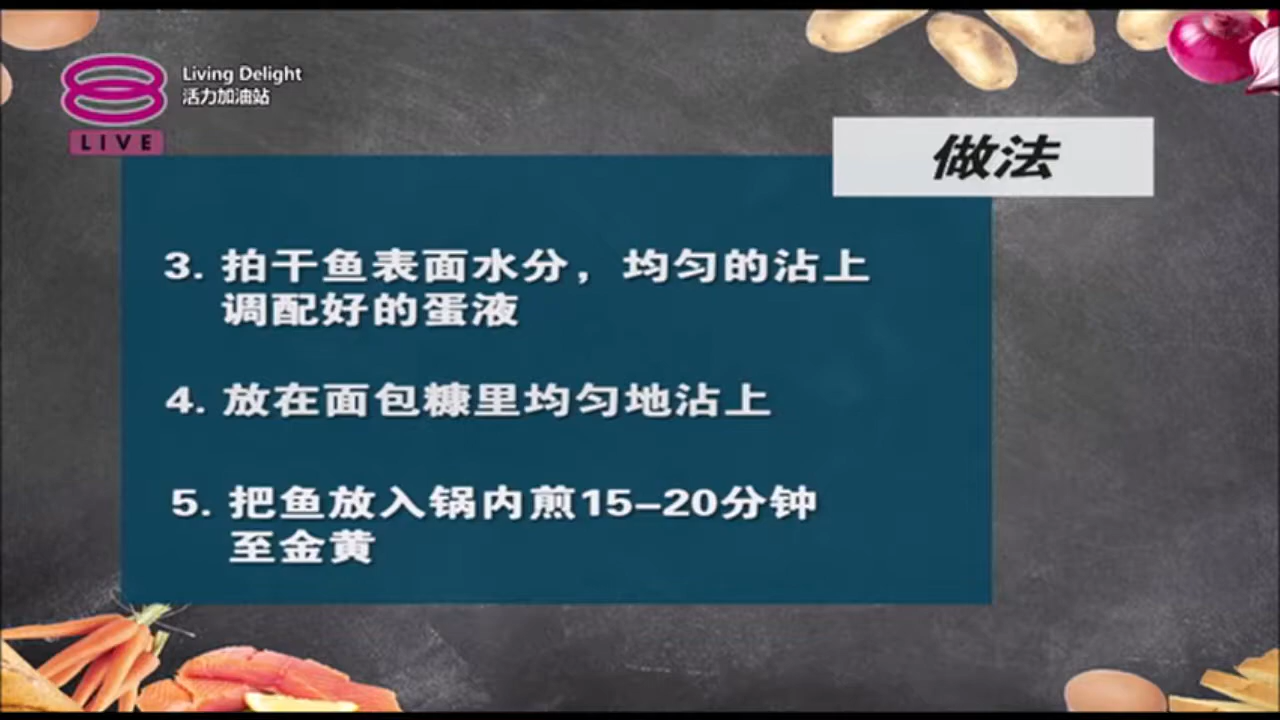 Living Delight
活力加油站
LIVE
做法
3. 拍干鱼表面水分，均匀的沾上
调配好的蛋液
4. 放在面包糠里均匀地沾上
5. 把鱼放入锅内煎15-20分钟
至金黄